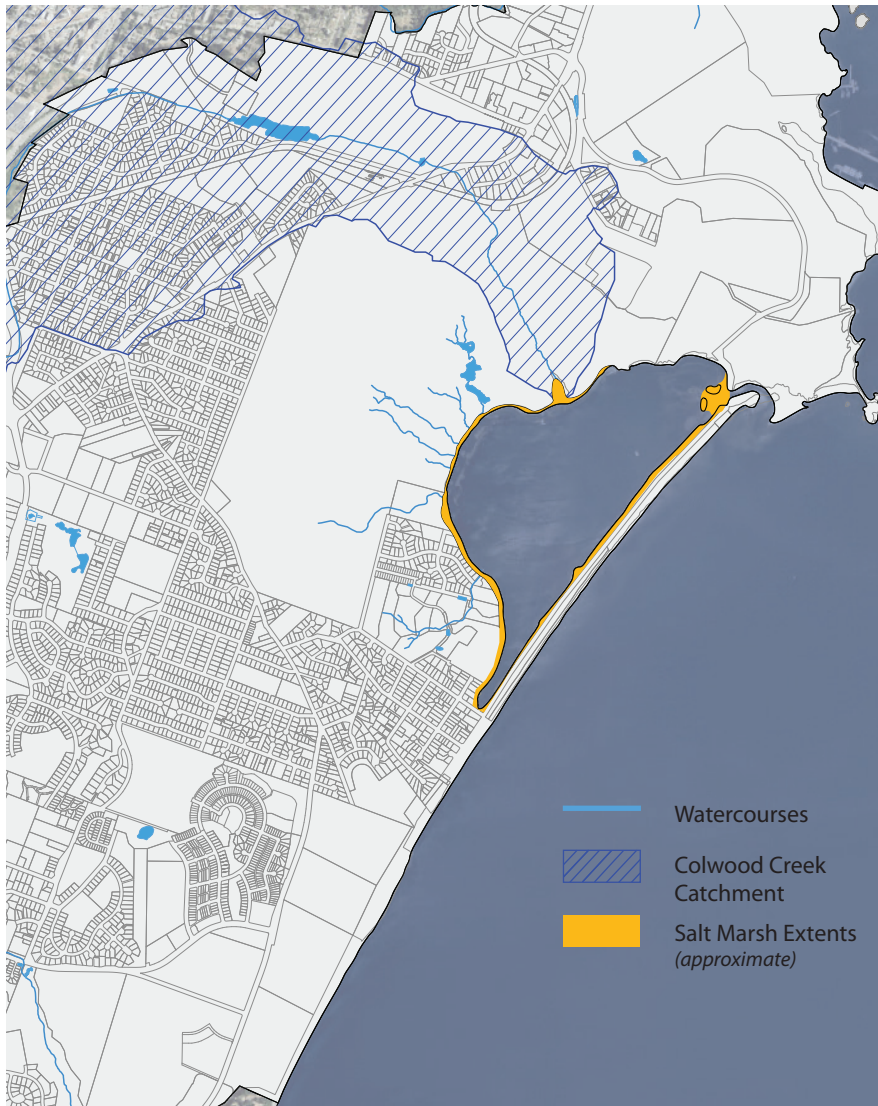 Watercourses
Colwood Creek
Catchment
Salt Marsh Extents
(approximate)